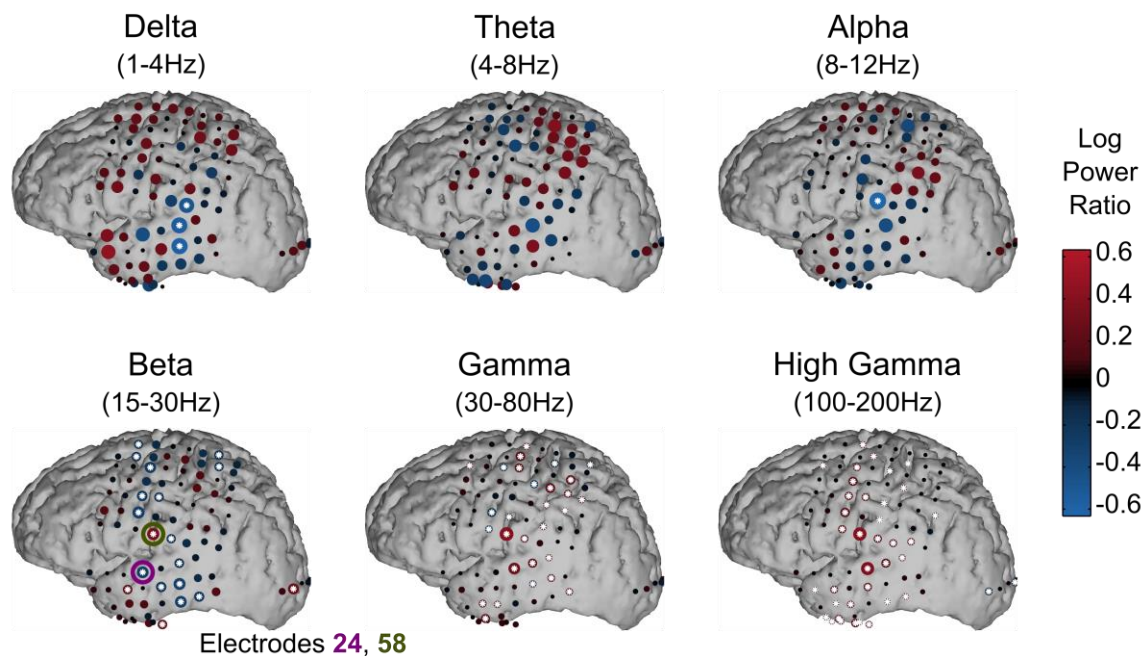 Delta
(1-4Hz)
Theta
(4-8Hz)
Alpha
(8-12Hz)
Log
Power
Ratio
0.6
0.4
0.2
0
-0.2
-0.4
-0.6
Beta
(15-30Hz)
Gamma
(30-80Hz)
High Gamma
(100-200Hz)
Electrodes 24, 58